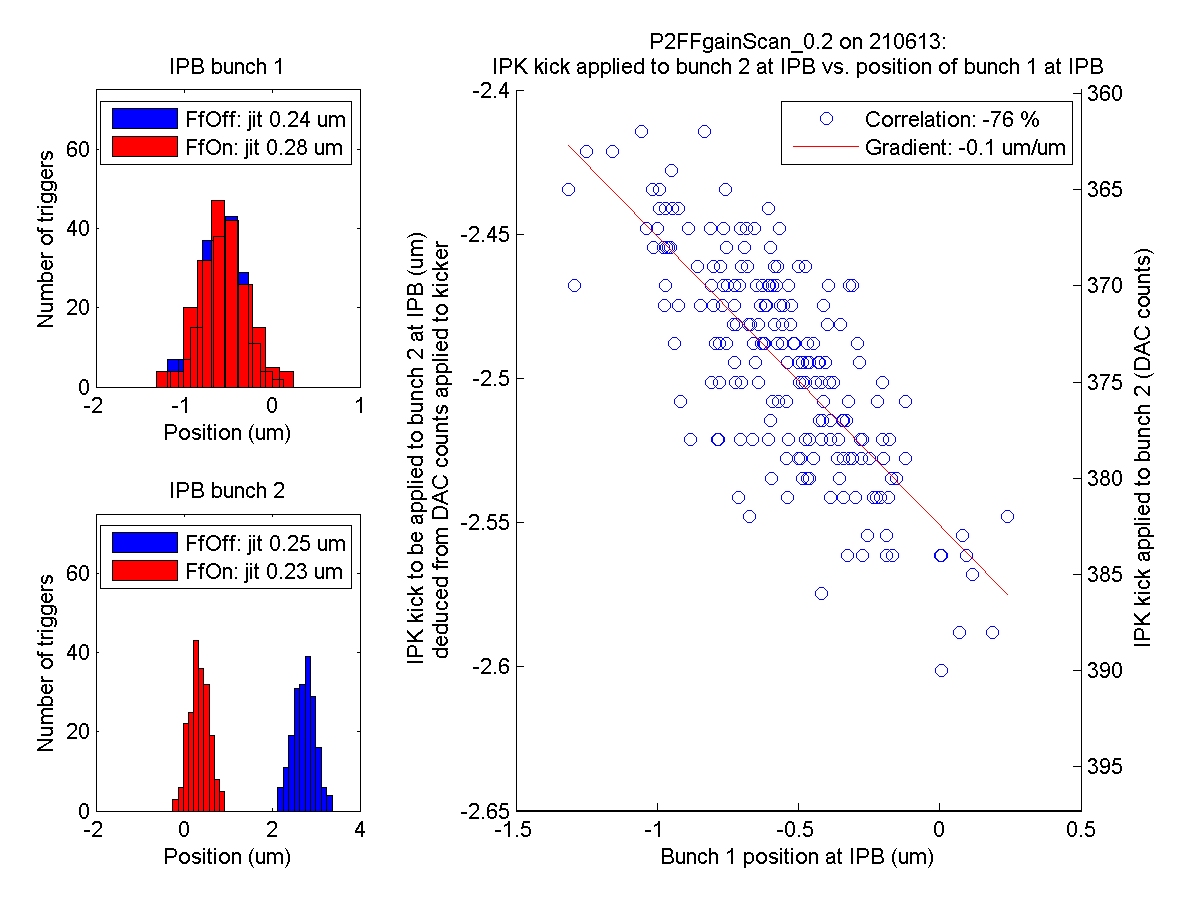 IPB bunch 1
FfOff: jit 0.24 um
FfOn: jit 0.28 um
Number of triggers
0
20
40
60
-2
-1
0
1
Position (um)
IPB bunch 2
FfOff: jit 0.25 um
FfOn: jit 0.23 um
Number of triggers
0
20
40
60
-2
0
2
4
Position (um)
P2FFgainScan_0.2 on 210613:
IPK kick applied to bunch 2 at IPB vs. position of bunch 1 at IPB
Correlation: -76 %
Gradient: -0.1 um/um
IPK kick to be applied to bunch 2 at IPB (um)
deduced from DAC counts applied to kicker
-2.4
-2.45
-2.5
-2.55
-2.6
-2.65
-1.5
-1
-0.5
0
0.5
Bunch 1 position at IPB (um)
360
365
370
375
380
385
390
395
IPK kick applied to bunch 2 (DAC counts)